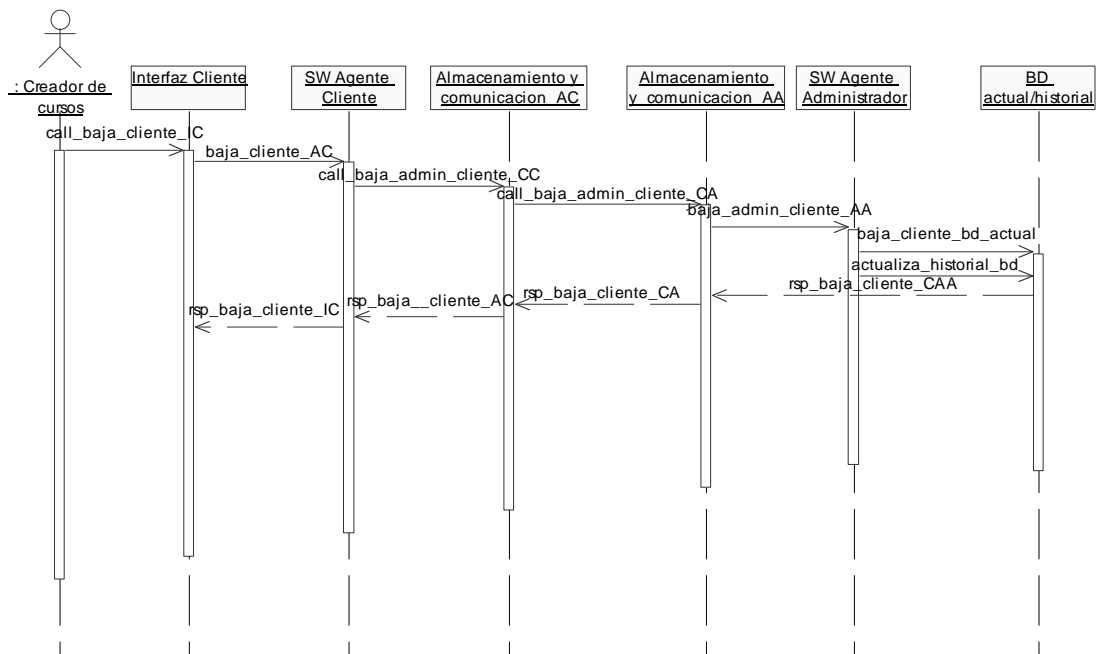 : Creador de
cursos
Interfaz Cliente
SW Agente
Cliente
Almacenamiento y
comunicacion_AC
Almacenamiento
y_comunicacion_AA
SW Agente
Administrador
BD
actual/historial
call_baja_cliente_IC
baja_cliente_AC
call_baja_admin_cliente_CC
call_baja_admin_cliente_CA
baja_admin_cliente_AA
baja_cliente_bd_actual
actualiza_historial_bd
rsp_baja_cliente_CAA
rsp_baja_cliente_CA
rsp_baja__cliente_AC
rsp_baja_cliente_IC